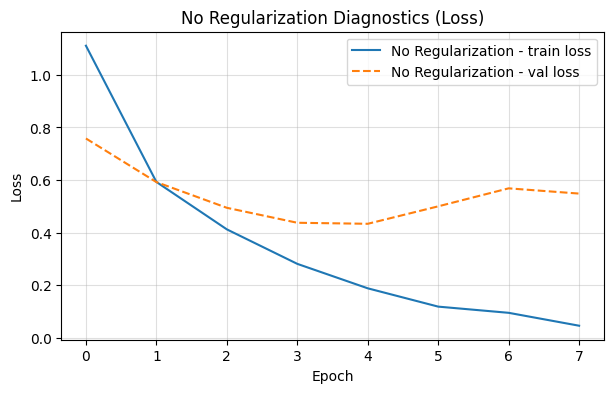 No Regularization Diagnostics (Loss)
No Regularization - train loss
No Regularization - val loss
Loss
1.0
0.8
0.6
0.4
0.2
0.0
0 1 2 3 4 5 6 7
Epoch